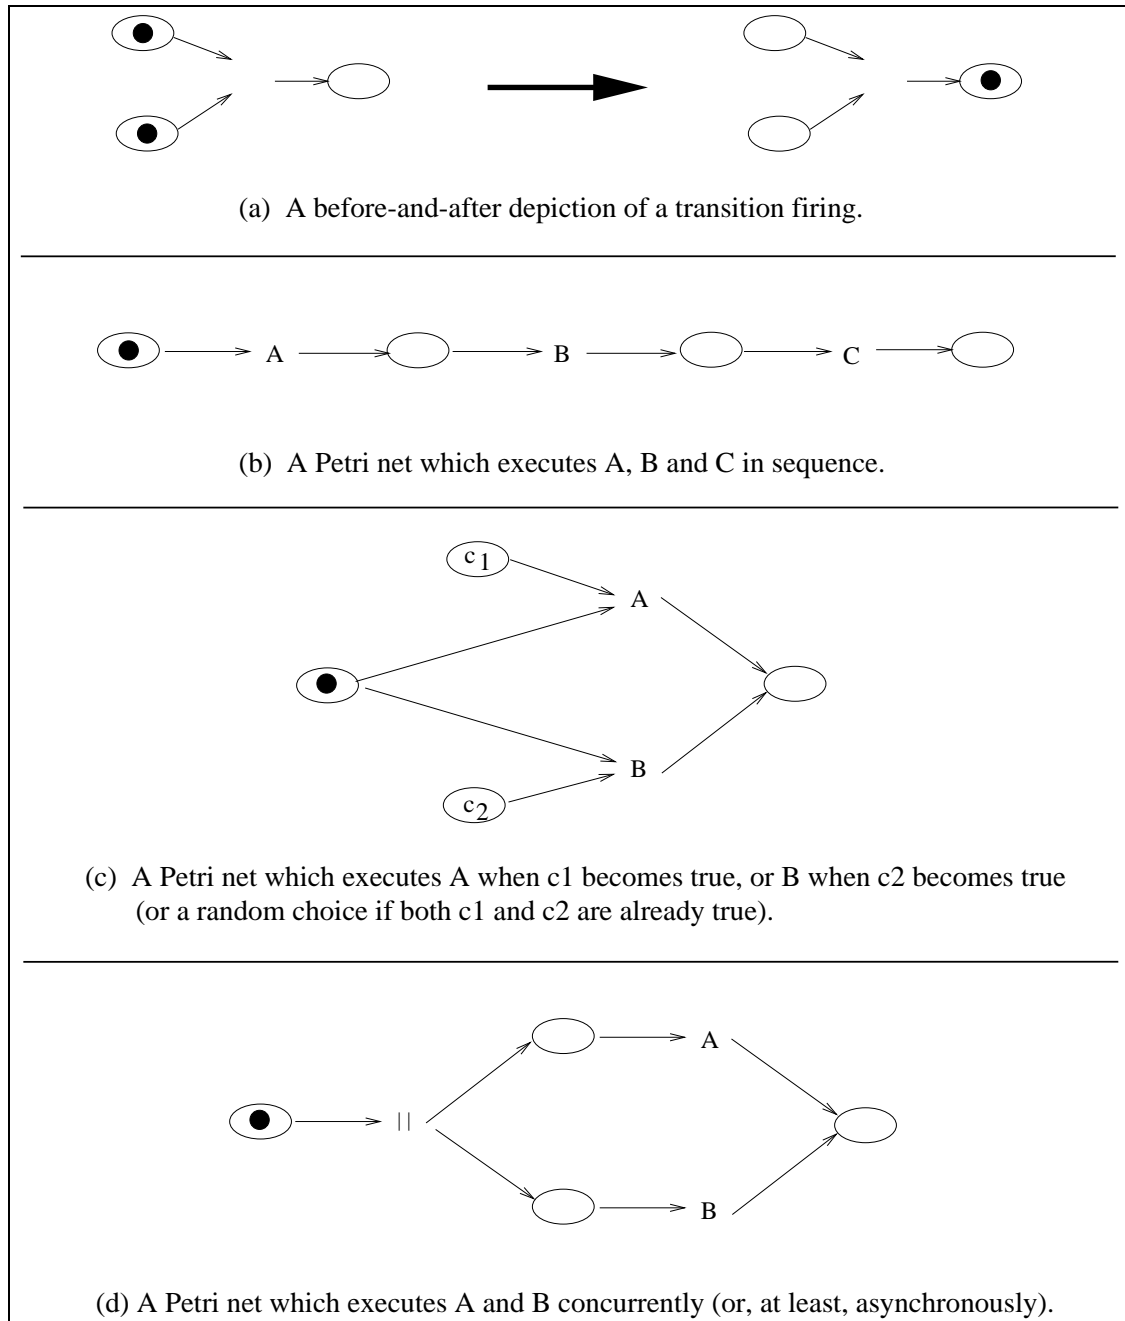 (a) A before-and-after depiction of a transition firing.
A B C
(b) A Petri net which executes A, B and C in sequence.
c1
A
B
c2
(c) A Petri net which executes A when c1 becomes true, or B when c2 becomes true
(or a random choice if both c1 and c2 are already true).
A
||
B
(d) A Petri net which executes A and B concurrently (or, at least, asynchronously).